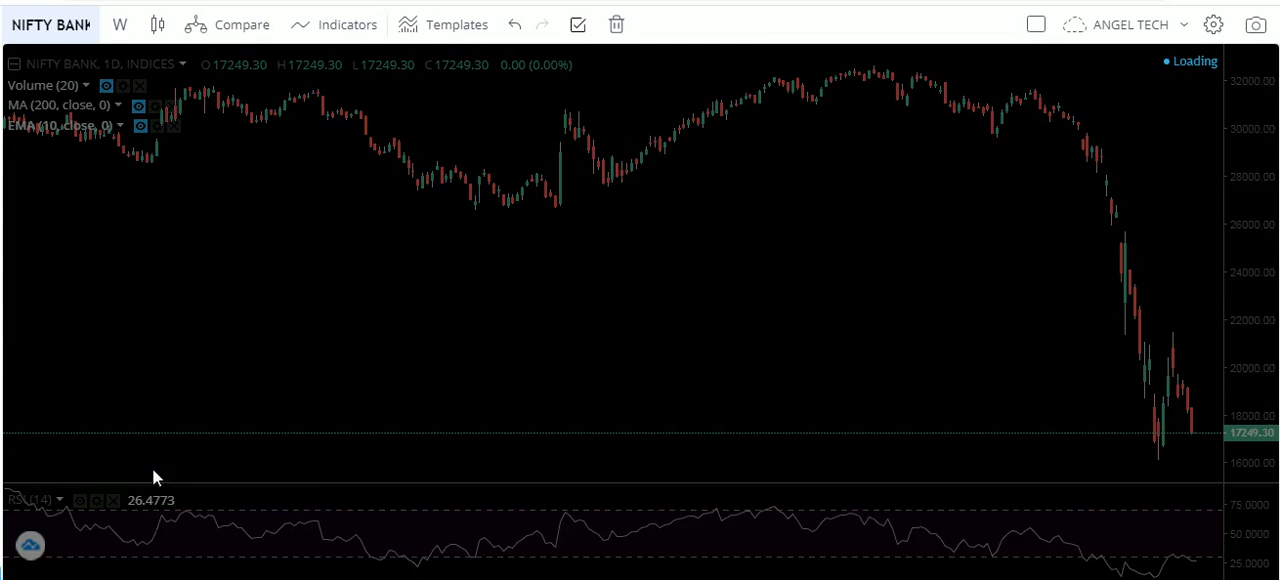 NIFTY BANK W Compare Indicators Templates ANGEL TECH
NIFTY BANK, 1D, INDICES O 17249.30 H 17249.30 L 17249.30 C 17249.30 0.00 (0.00%) Loading
Volume (20)
MA (200, close, 0)
EMA (10, close, 0)
32000.00
30000.00
28000.00
26000.00
24000.00
22000.00
20000.00
18000.00
17249.30
16000.00
RSI (14) 26.4773
75.0000
50.0000
25.0000